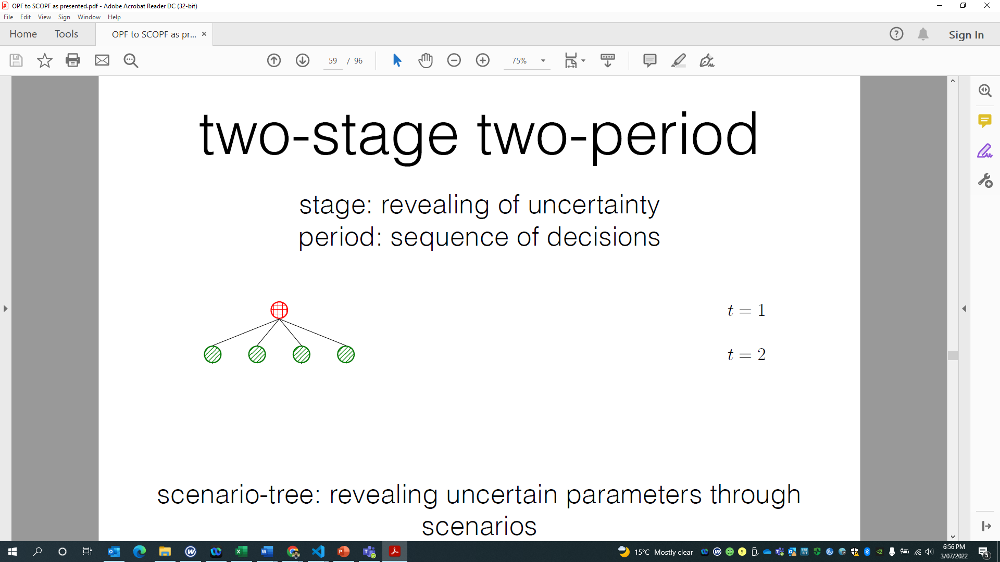 OPF to SCOPF as presented.pdf - Adobe Acrobat Reader DC (32-bit)
File Edit View Sign Window Help
Home Tools OPF to SCOPF as pr... × Sign In
59 / 96 75%
two-stage two-period
stage: revealing of uncertainty
period: sequence of decisions
t = 1
t = 2
scenario-tree: revealing uncertain parameters through
scenarios
15°C Mostly clear
6:56 PM
3/07/2022
5